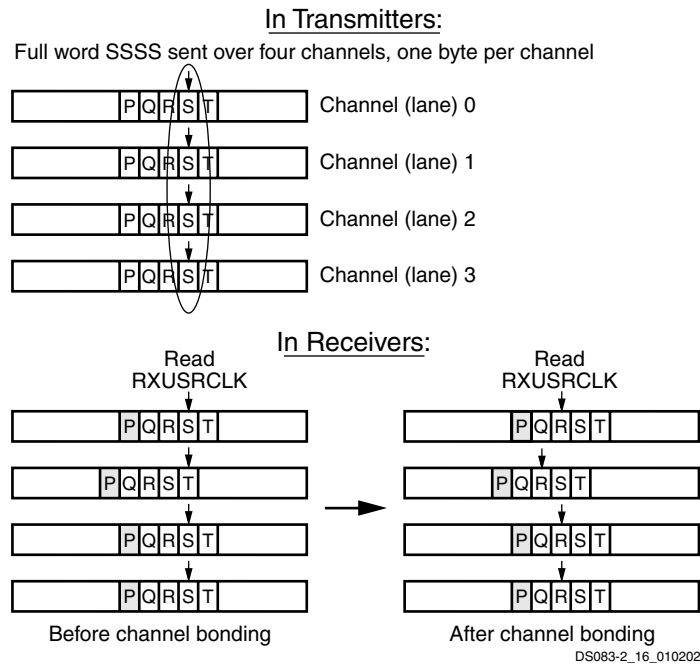 In Transmitters:
Full word SSSS sent over four channels, one byte per channel
P Q R S T Channel (lane) 0
P Q R S T Channel (lane) 1
P Q R S T Channel (lane) 2
P Q R S T Channel (lane) 3
In Receivers:
Read
RXUSRCLK
P Q R S T
P Q R S T
P Q R S T
P Q R S T
Before channel bonding
Read
RXUSRCLK
P Q R S T
P Q R S T
P Q R S T
P Q R S T
After channel bonding
DS083-2_16_010202